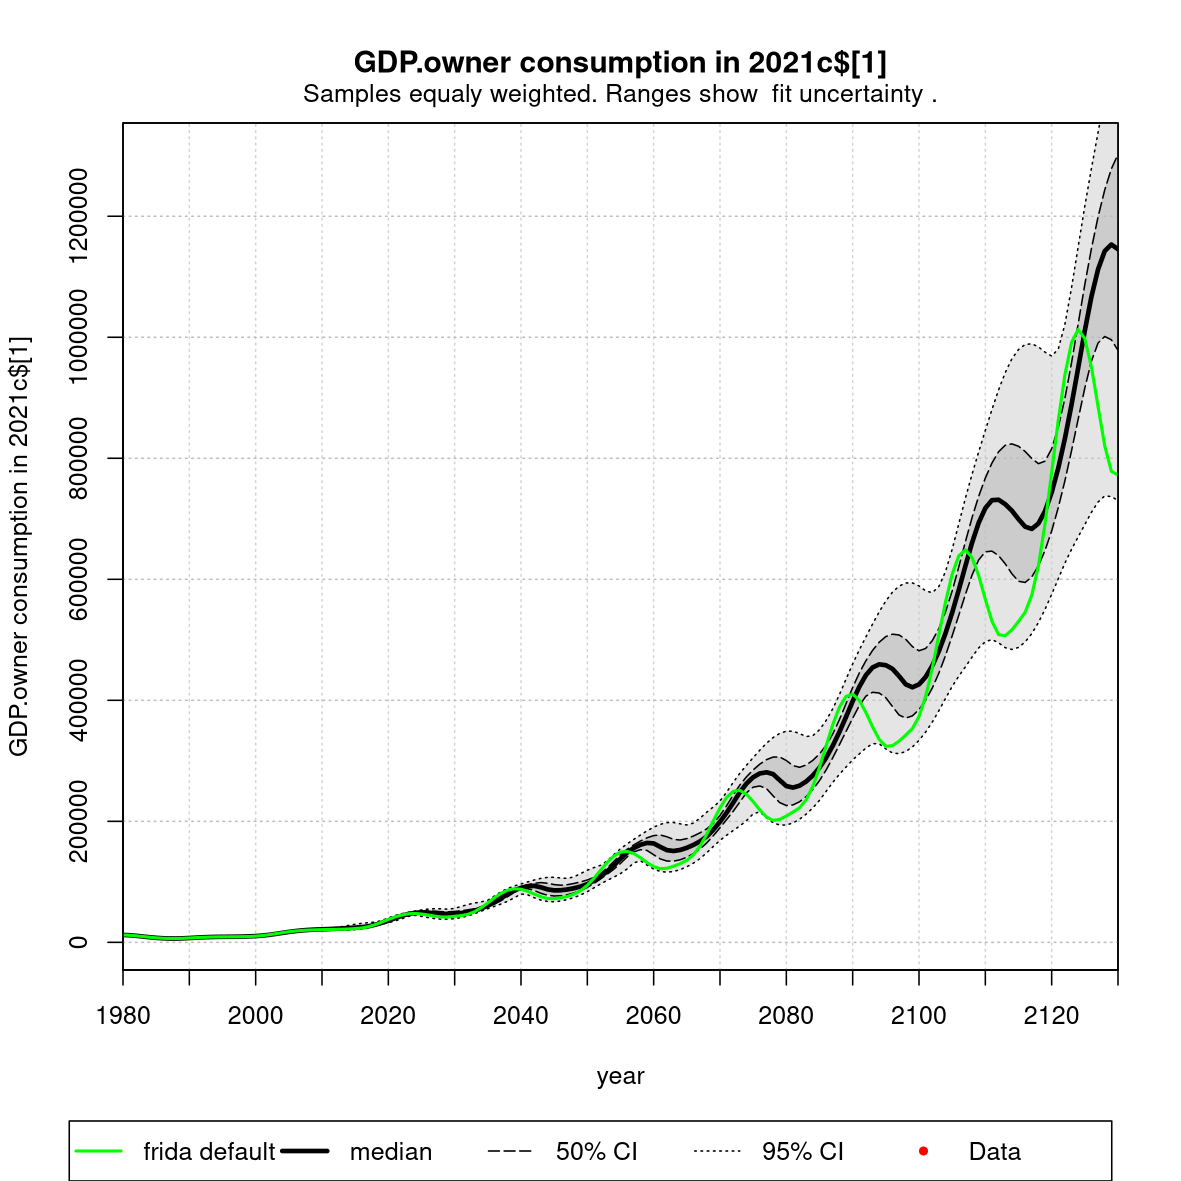 GDP.owner consumption in 2021c$[1]
Samples equaly weighted. Ranges show  fit uncertainty .
GDP.owner consumption in 2021c$[1]
1200000
1000000
800000
600000
400000
200000
0
1980 2000 2020 2040 2060 2080 2100 2120
year
frida default median 50% CI 95% CI Data